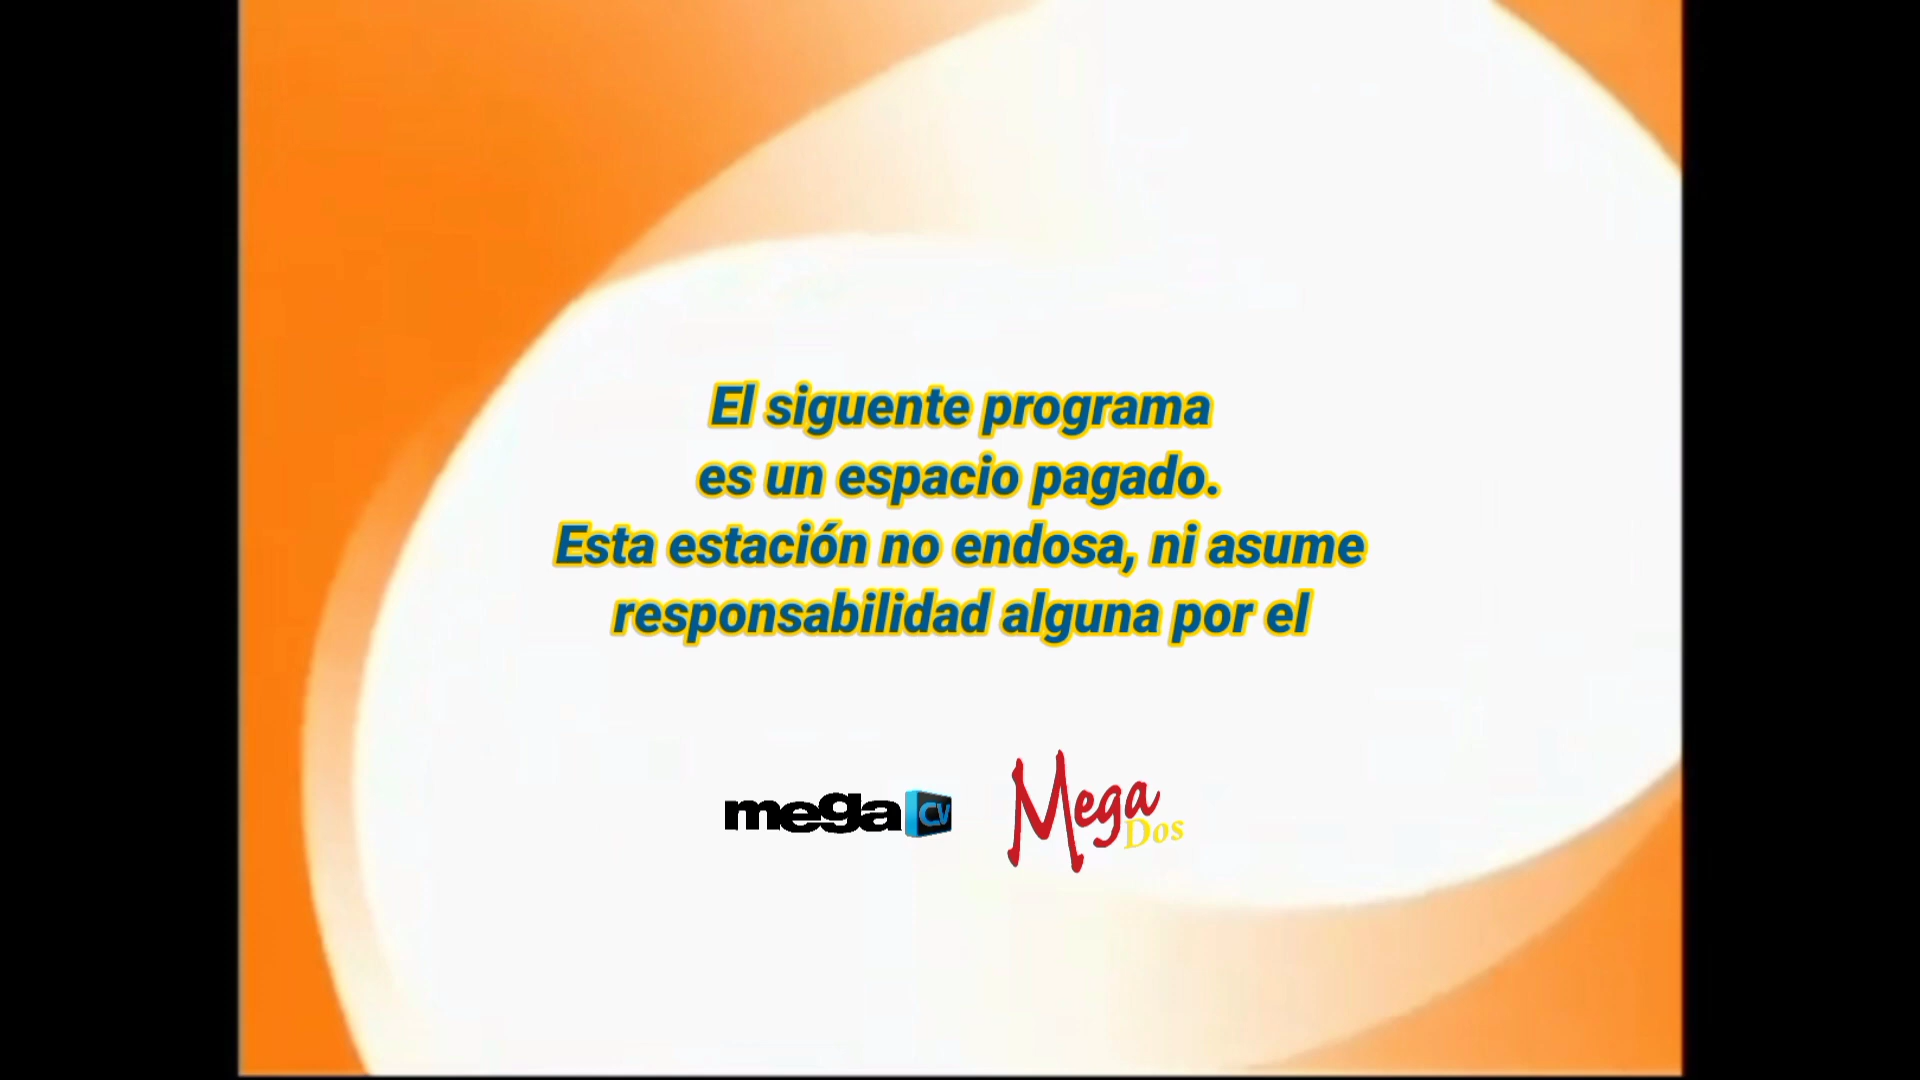 El siguente programa
es un espacio pagado.
Esta estación no endosa, ni asume
responsabilidad alguna por el
mega CV
Mega
Dos